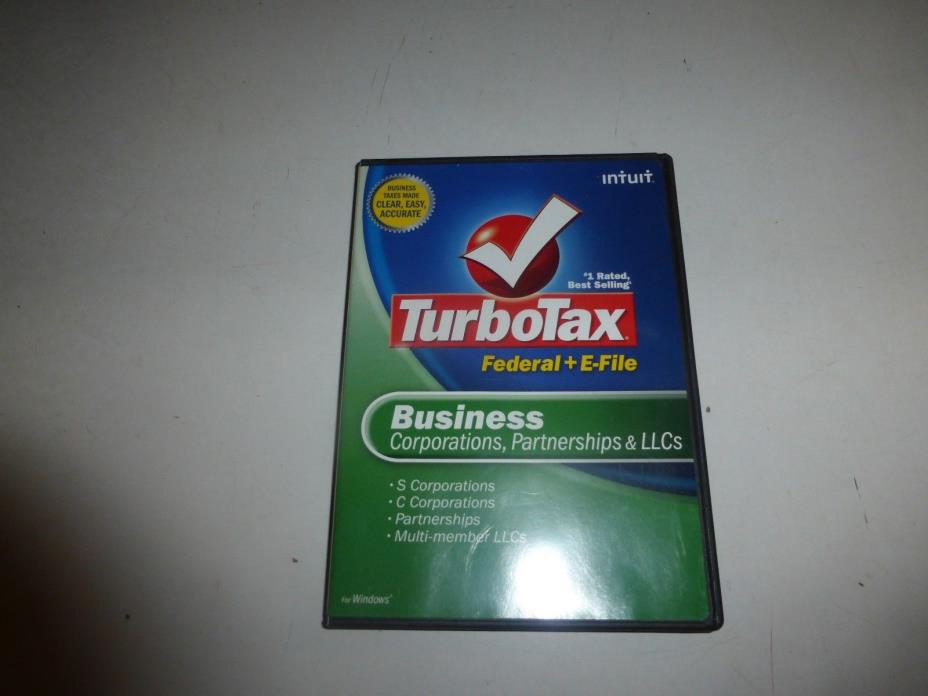 BUSINESS
TAXES MADE
CLEAR, EASY,
ACCURATE
intuit
#1 Rated,
Best Selling
TurboTax
Federal + E-File
Business
Corporations, Partnerships & LLCs
• S Corporations
• C Corporations
• Partnerships
• Multi-member LLCs
For Windows®